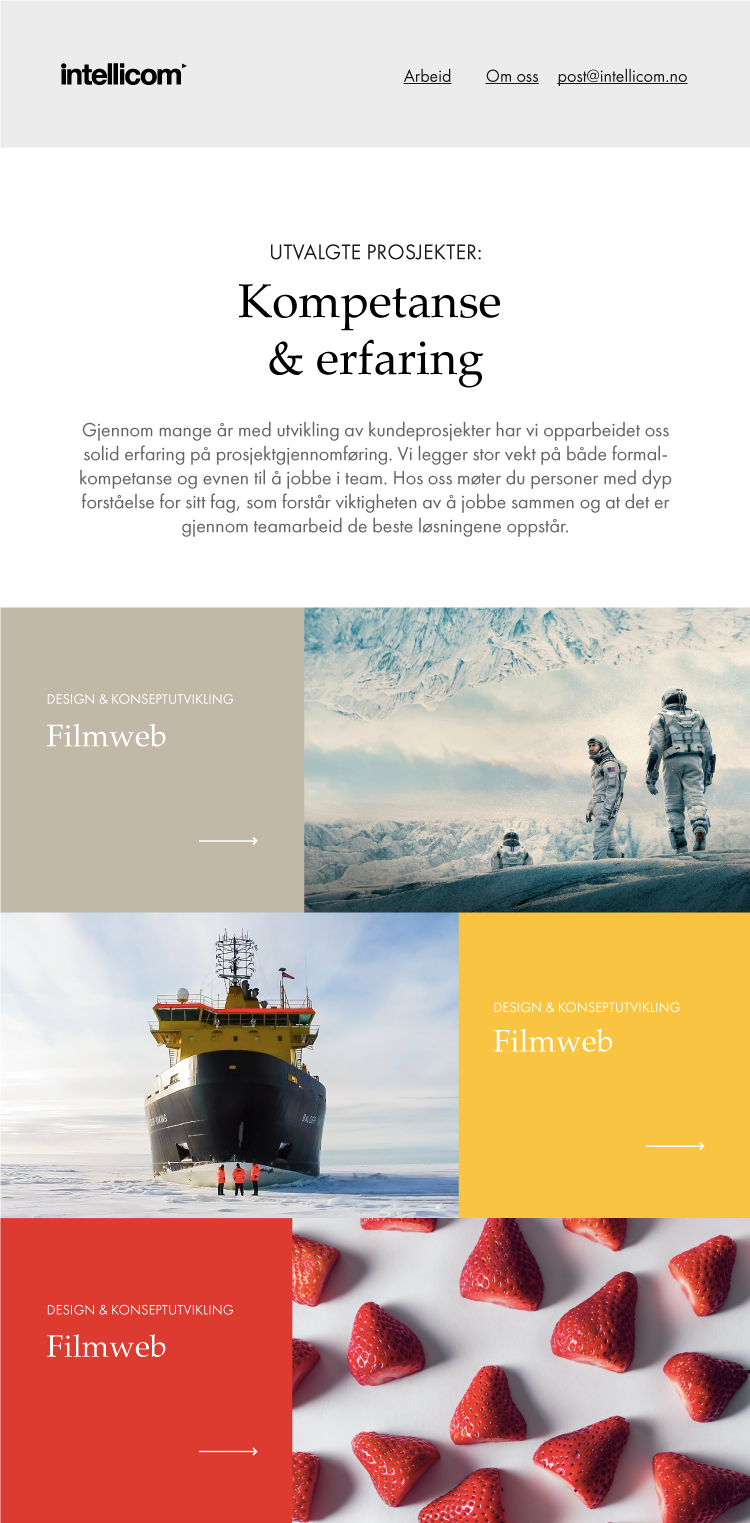 intellicom
Arbeid Om oss post@intellicom.no
UTVALGTE PROSJEKTER:
Kompetanse
& erfaring
Gjennom mange år med utvikling av kundeprosjekter har vi opparbeidet oss
solid erfaring på prosjektgjennomføring. Vi legger stor vekt på både formal-
kompetanse og evnen til å jobbe i team. Hos oss møter du personer med dyp
forståelse for sitt fag, som forstår viktigheten av å jobbe sammen og at det er
gjennom teamarbeid de beste løsningene oppstår.
DESIGN & KONSEPTUTVIKLING
Filmweb
DESIGN & KONSEPTUTVIKLING
Filmweb
DESIGN & KONSEPTUTVIKLING
Filmweb